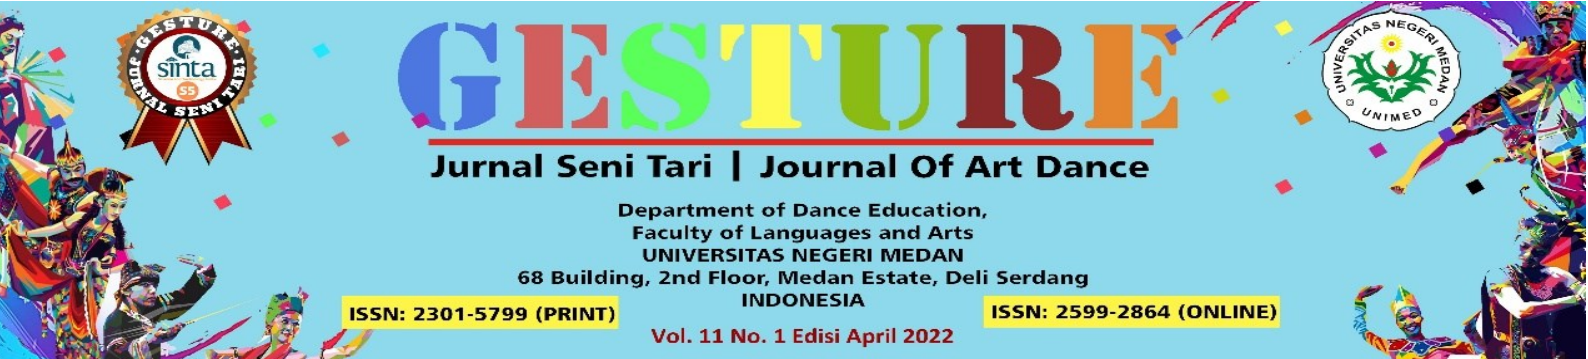 GESTURE
Jurnal Seni Tari | Journal Of Art Dance
Department of Dance Education,
Faculty of Languages and Arts
UNIVERSITAS NEGERI MEDAN
68 Building, 2nd Floor, Medan Estate, Deli Serdang
INDONESIA
ISSN: 2301-5799 (PRINT)
ISSN: 2599-2864 (ONLINE)
Vol. 11 No. 1 Edisi April 2022
GESTURE
sinta
S5
JURNAL SENI TARI
UNIVERSITAS NEGERI MEDAN
UNIMED